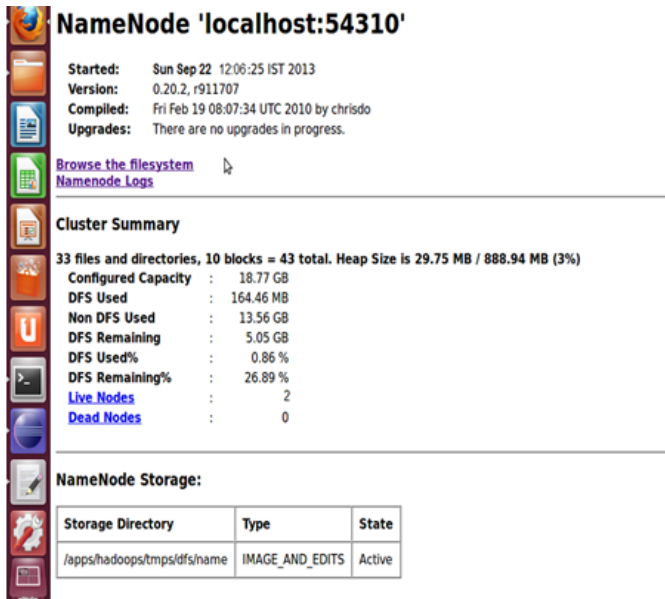 NameNode 'localhost:54310'
Started: Sun Sep 22 12:06:25 IST 2013
Version: 0.20.2, r911707
Compiled: Fri Feb 19 08:07:34 UTC 2010 by chrisdo
Upgrades: There are no upgrades in progress.
Browse the filesystem
Namenode Logs
Cluster Summary
33 files and directories, 10 blocks = 43 total. Heap Size is 29.75 MB / 888.94 MB (3%)
Configured Capacity : 18.77 GB
DFS Used : 164.46 MB
Non DFS Used : 13.56 GB
DFS Remaining : 5.05 GB
DFS Used% : 0.86 %
DFS Remaining% : 26.89 %
Live Nodes : 2
Dead Nodes : 0
NameNode Storage:
Storage Directory Type State
/apps/hadoops/tmps/dfs/name IMAGE_AND_EDITS Active